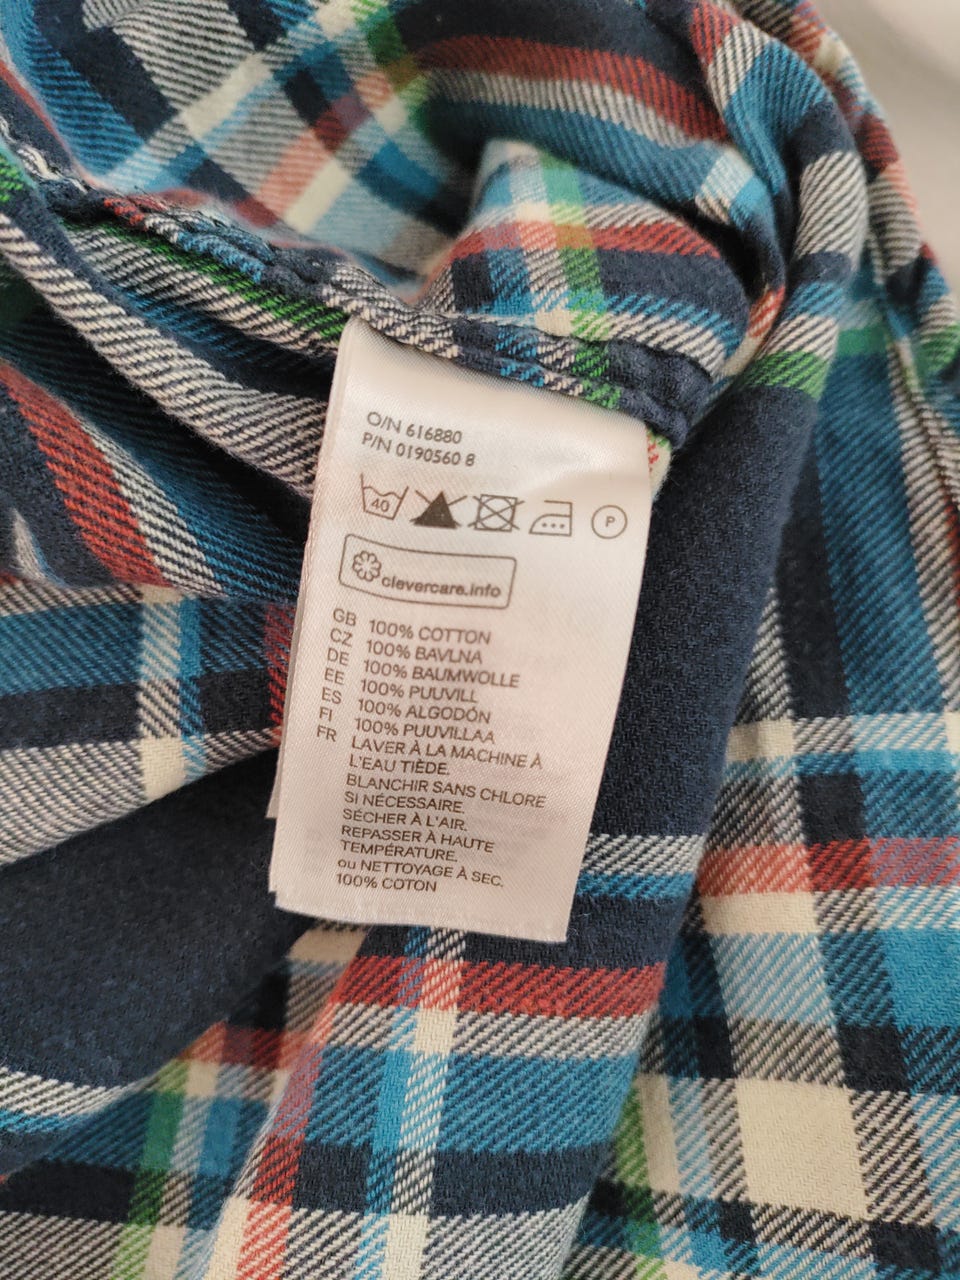 O/N 616880
P/N 0190560 8
40 P
clevercare.info
GB 100% COTTON
CZ 100% BAVLNA
DE 100% BAUMWOLLE
EE 100% PUUVILL
ES 100% ALGODÓN
FI 100% PUUVILLAA
FR LAVER À LA MACHINE À
L'EAU TIÈDE.
BLANCHIR SANS CHLORE
SI NÉCESSAIRE.
SÉCHER À L'AIR.
REPASSER À HAUTE
TEMPÉRATURE.
ou NETTOYAGE À SEC.
100% COTON